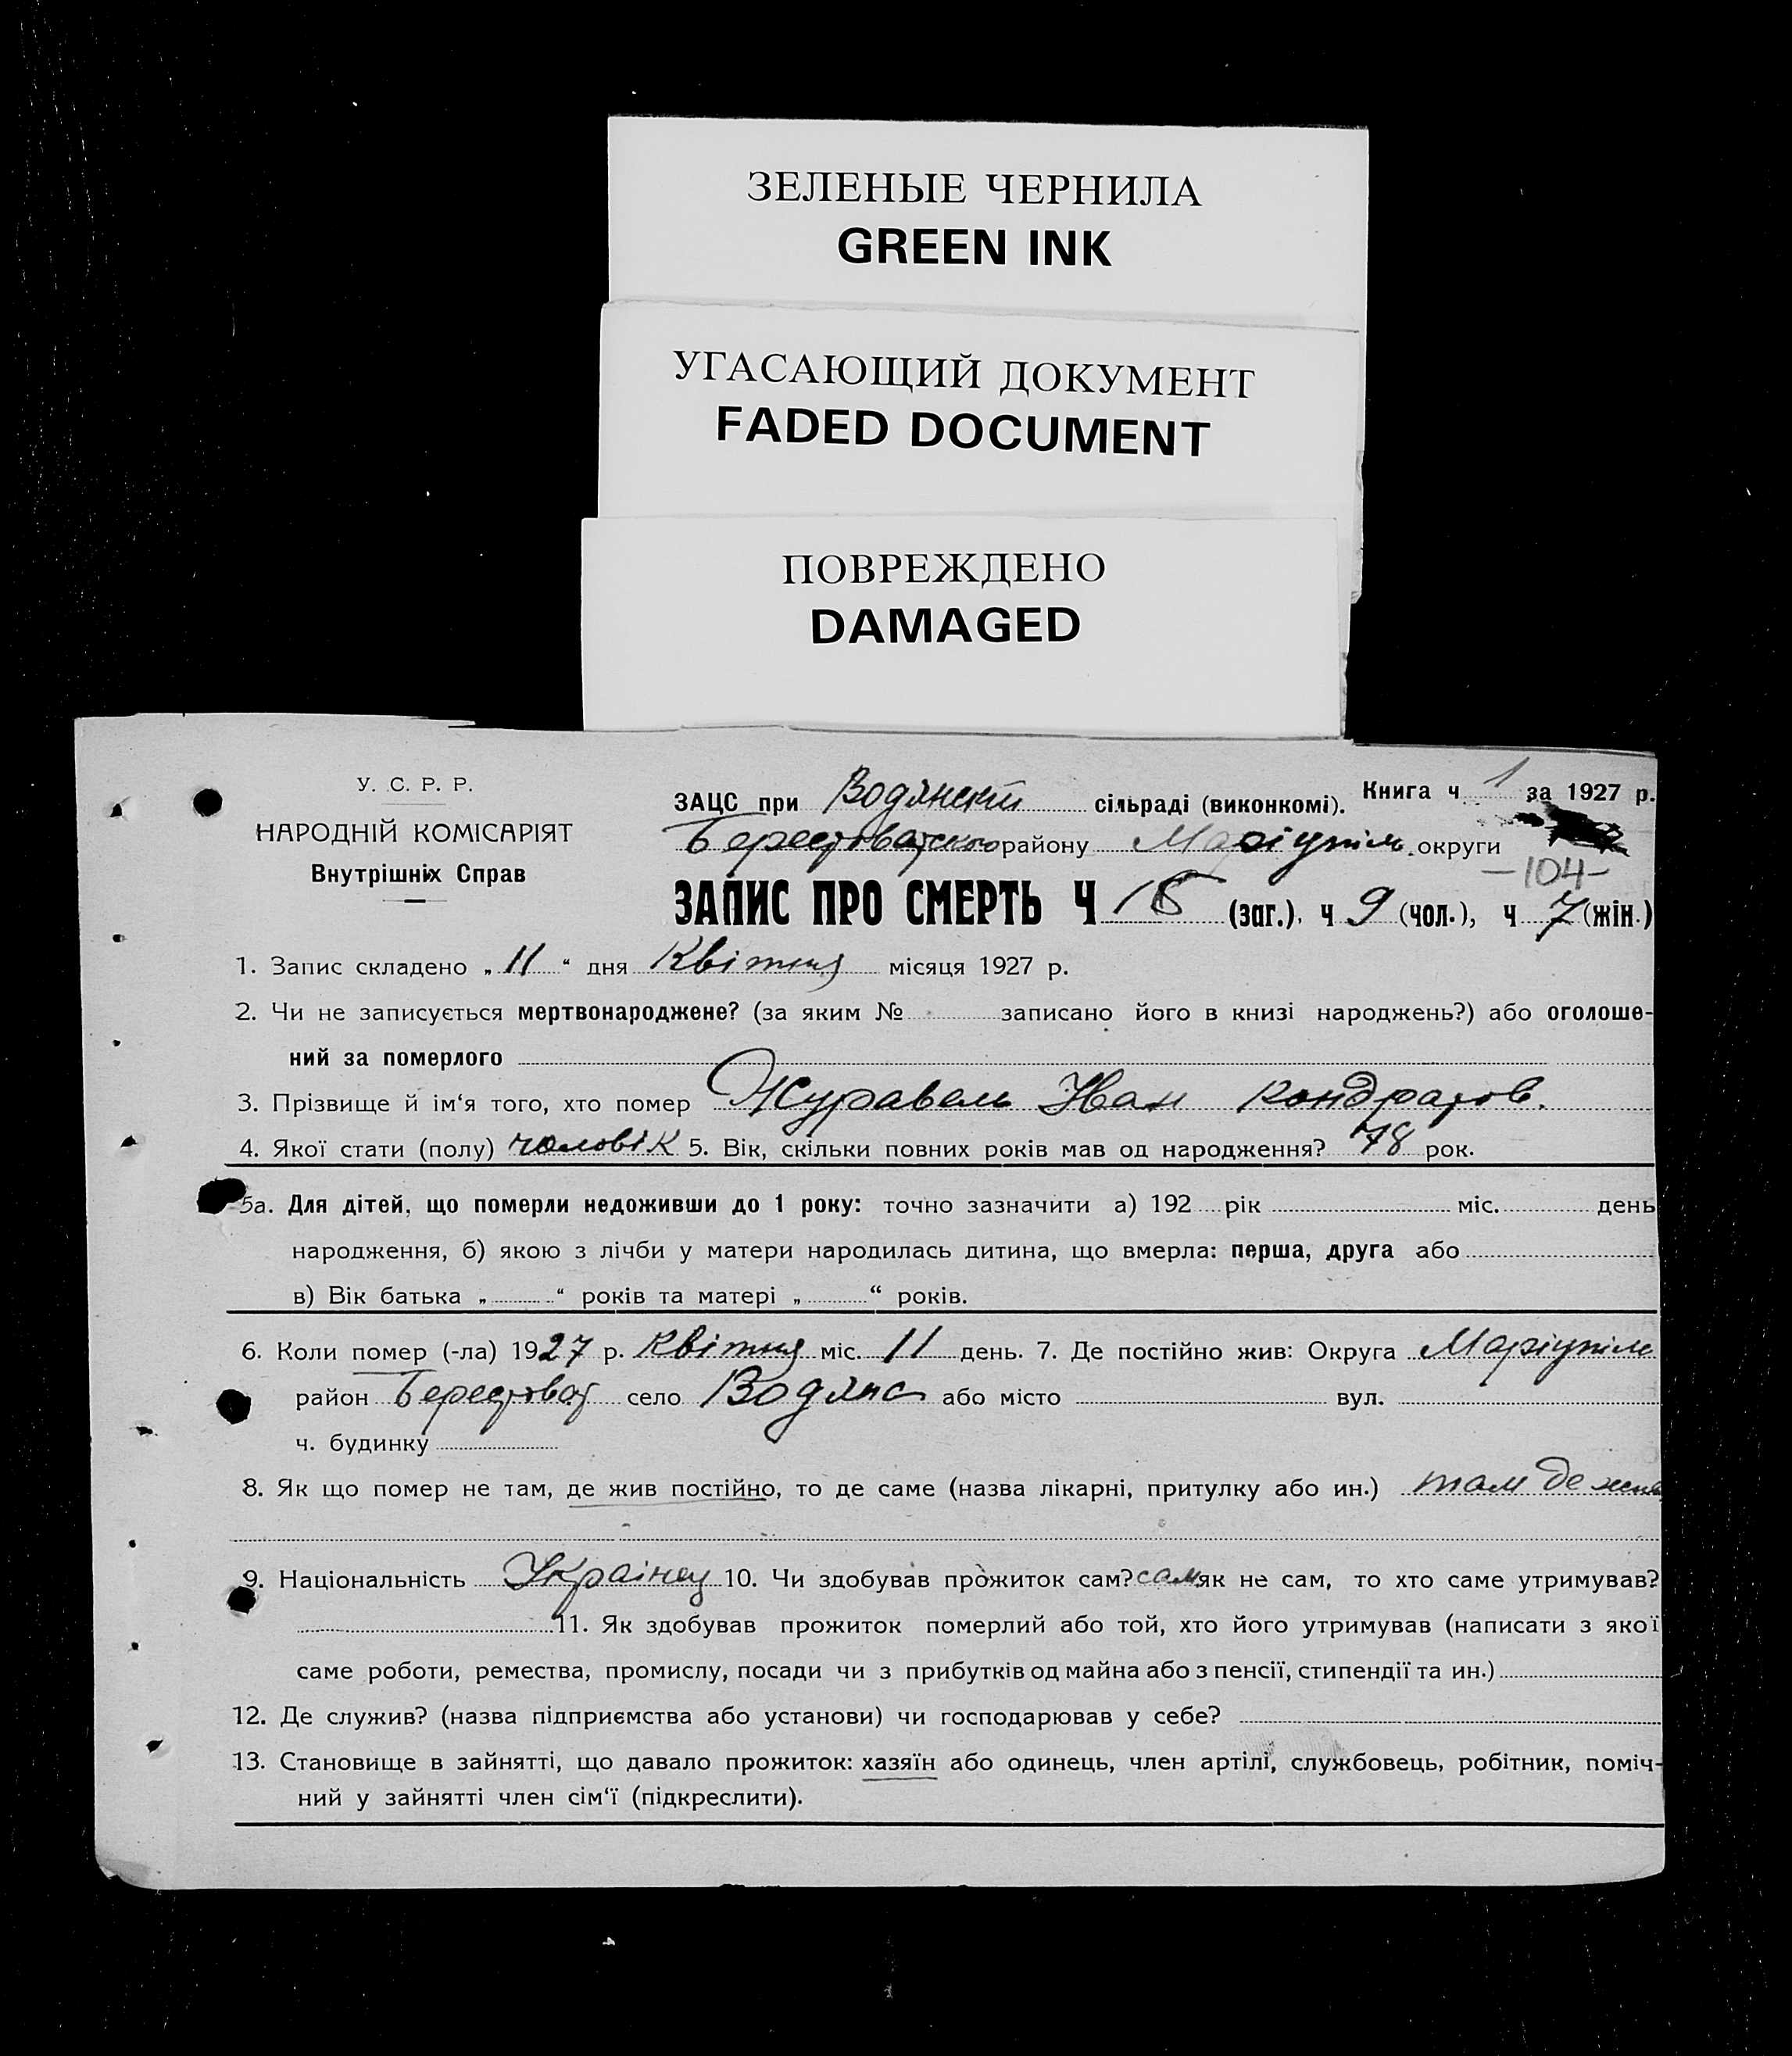 ЗЕЛЕНЫЕ ЧЕРНИЛА
GREEN INK
УГАСАЮЩИЙ ДОКУМЕНТ
FADED DOCUMENT
ПОВРЕЖДЕНО
DAMAGED
У. С. Р. Р.
НАРОДНІЙ КОМІСАРІЯТ
Внутрішніх Справ
ЗАЦС при Водянскій сільраді (виконкомі). Книга ч 1 за 1927 р.
Берестоватского району Маріупіль. округи
-104-
ЗАПИС ПРО СМЕРТЬ Ч (заг.), ч 9 (чол.), ч 7 (жін.)
1. Запис складено „ 11 “ дня Квітня місяця 1927 р.
2. Чи не записується мертвонароджене? (за яким № записано його в книзі народжень?) або оголоше-
ний за померлого
3. Прізвище й ім‘я того, хто помер Журавель Іван Кондратов.
4. Якої стати (полу) чоловік 5. Вік, скільки повних років мав од народження? 78 рок.
5а. Для дітей, що померли недоживши до 1 року: точно зазначити а) 192 рік міс. день
народження, б) якою з лічби у матери народилась дитина, що вмерла: перша, друга або
в) Вік батька „ “ років та матері „ “ років.
6. Коли помер (-ла) 1927 р. Квітня міс. 11 день. 7. Де постійно жив: Округа Маріупіль
район Берестоват село Водяна або місто вул.
ч. будинку
8. Як що помер не там, де жив постійно, то де саме (назва лікарні, притулку або ин.) там де
9. Національність Українец 10. Чи здобував прожиток сам? сам як не сам, то хто саме утримував?
11. Як здобував прожиток померлий або той, хто його утримував (написати з якої
саме роботи, ремества, промислу, посади чи з прибутків од майна або з пенсії, стипендії та ин.)
12. Де служив? (назва підприємства або установи) чи господарював у себе?
13. Становище в зайнятті, що давало прожиток: хазяїн або одинець, член артілі, службовець, робітник, поміч-
ний у зайнятті член сім‘ї (підкреслити).